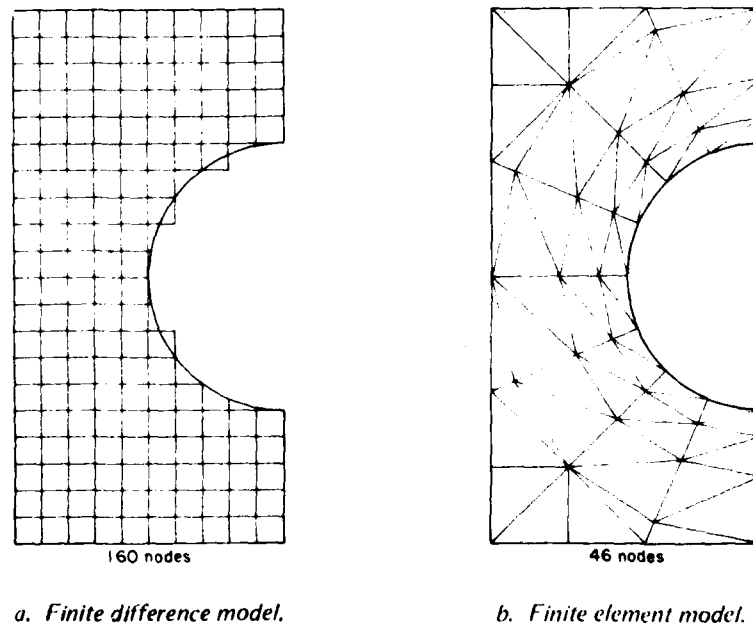 160 nodes
46 nodes
a. Finite difference model.
b. Finite element model.